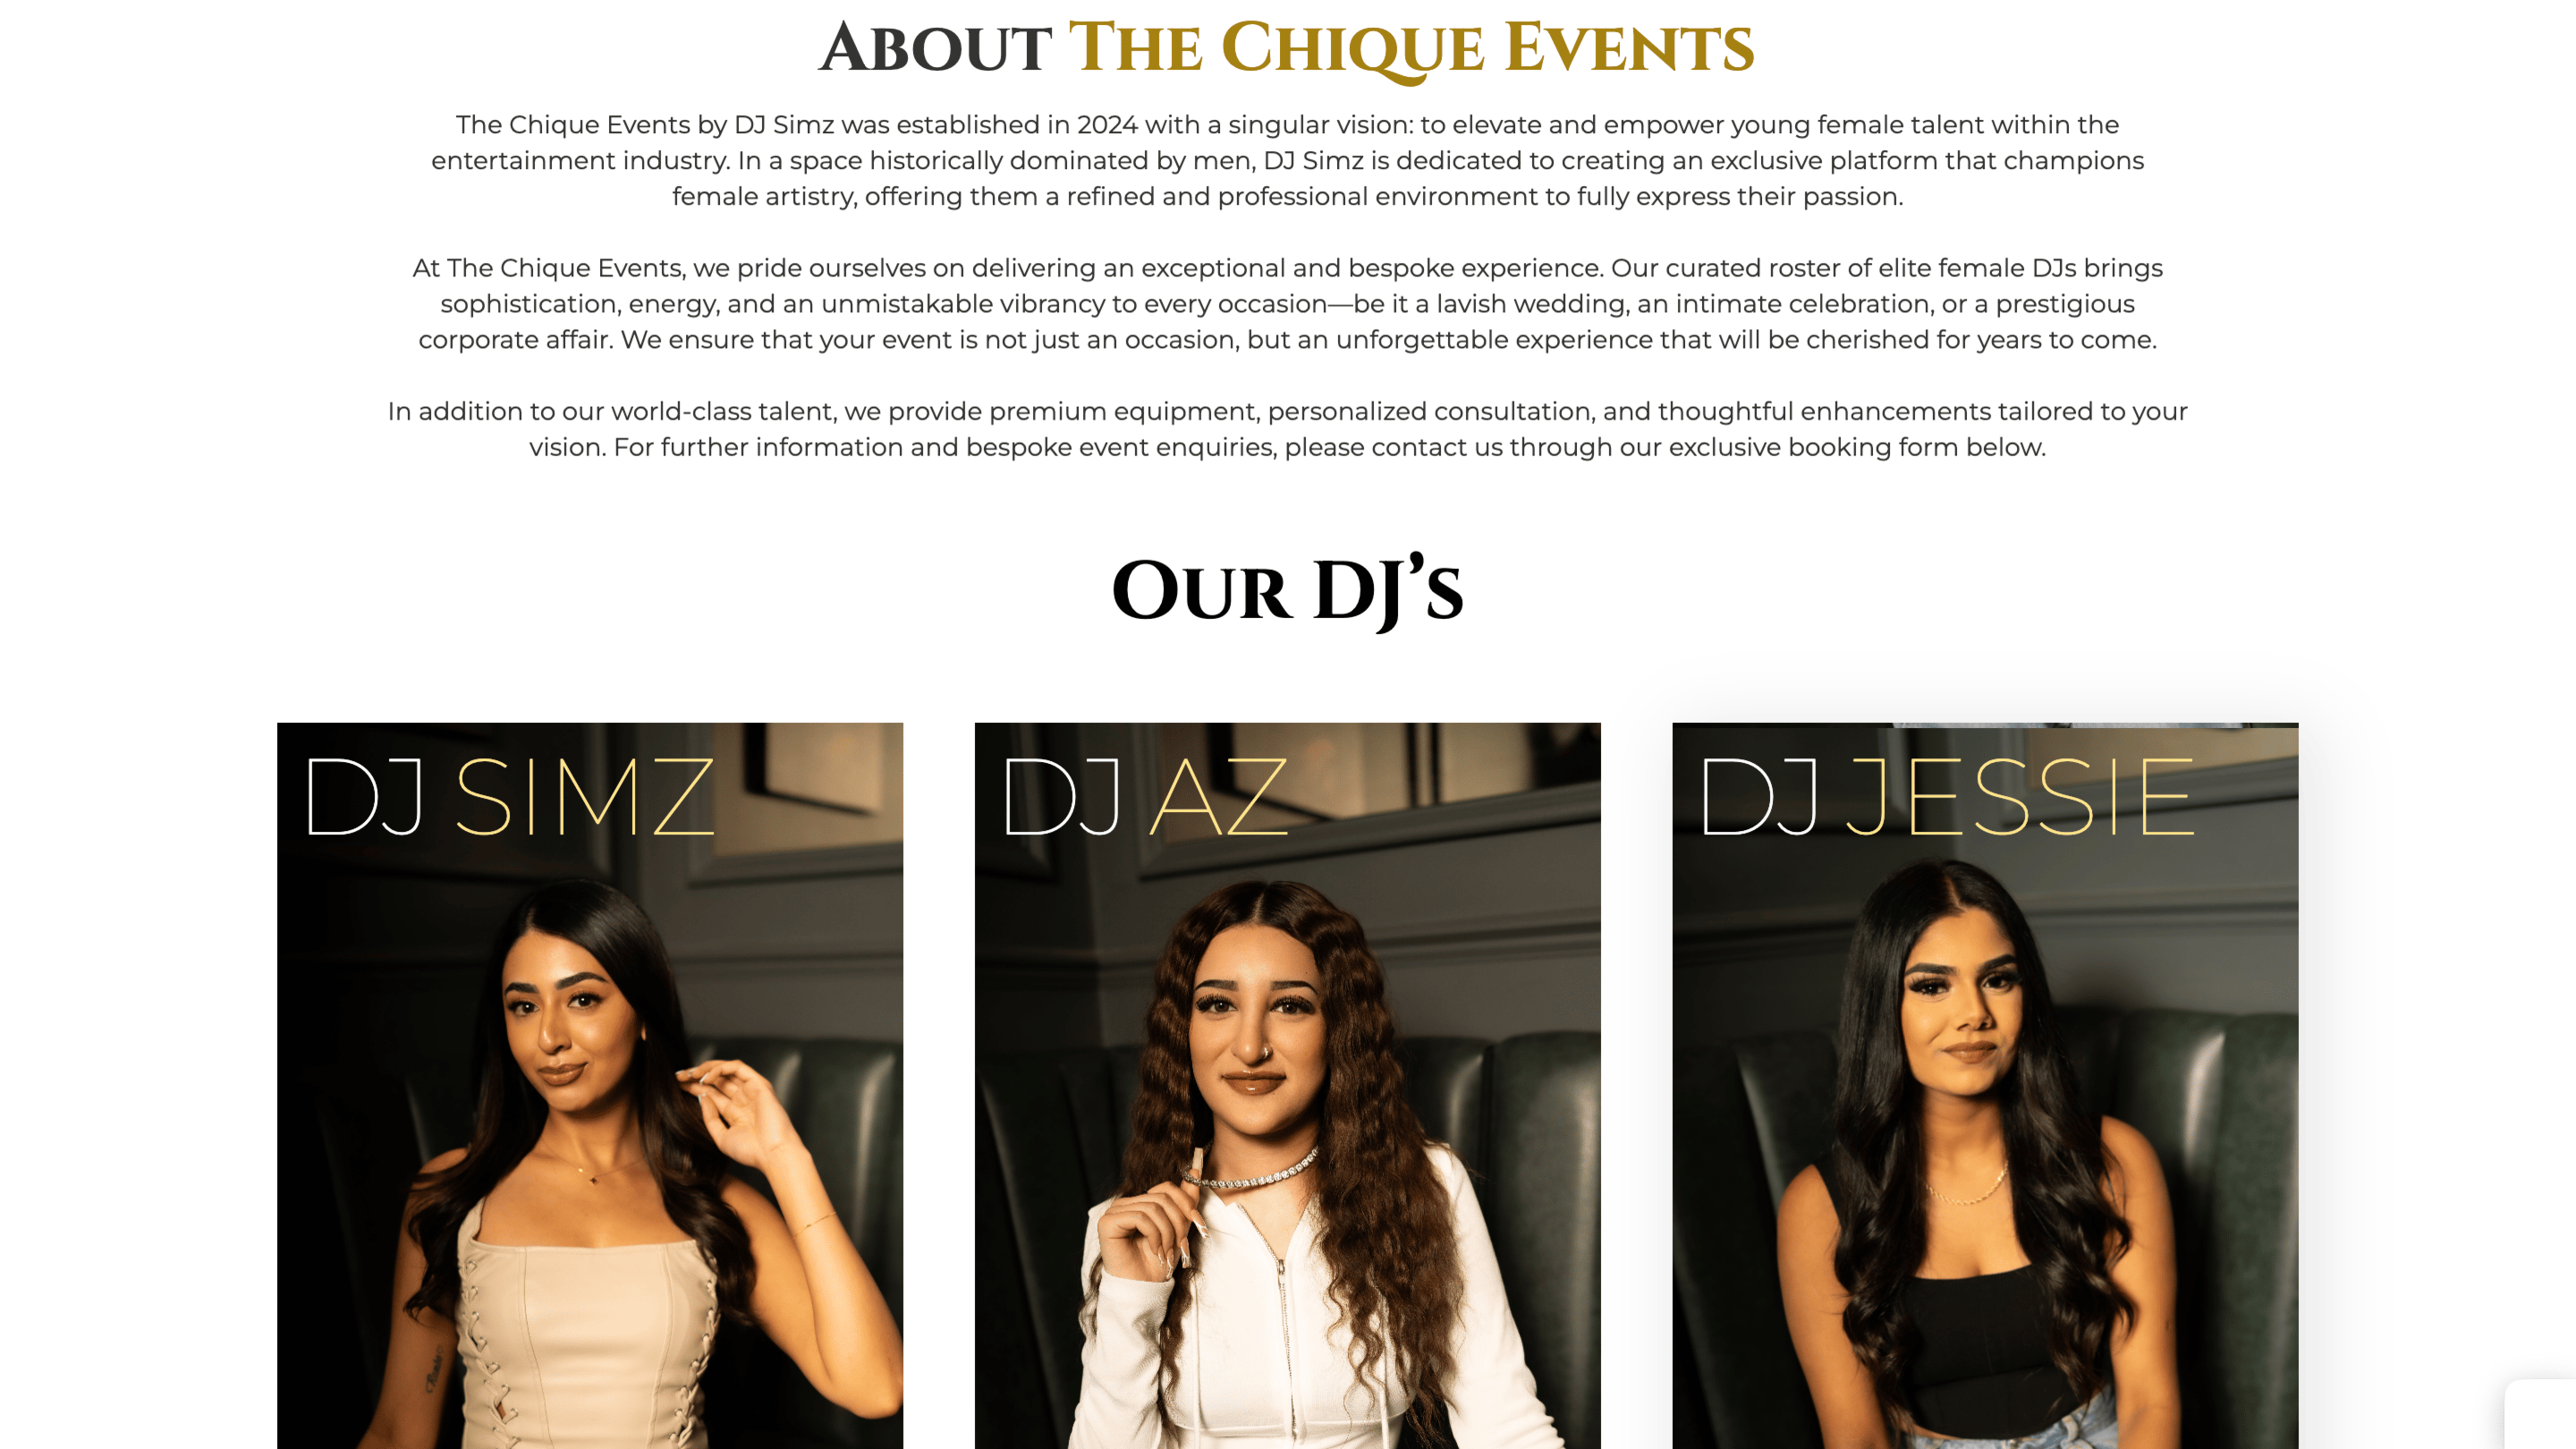 About The Chique Events
The Chique Events by DJ Simz was established in 2024 with a singular vision: to elevate and empower young female talent within the
entertainment industry. In a space historically dominated by men, DJ Simz is dedicated to creating an exclusive platform that champions
female artistry, offering them a refined and professional environment to fully express their passion.
At The Chique Events, we pride ourselves on delivering an exceptional and bespoke experience. Our curated roster of elite female DJs brings
sophistication, energy, and an unmistakable vibrancy to every occasion—be it a lavish wedding, an intimate celebration, or a prestigious
corporate affair. We ensure that your event is not just an occasion, but an unforgettable experience that will be cherished for years to come.
In addition to our world-class talent, we provide premium equipment, personalized consultation, and thoughtful enhancements tailored to your
vision. For further information and bespoke event enquiries, please contact us through our exclusive booking form below.
Our DJ’s
DJ SIMZ
DJ AZ
DJ JESSIE